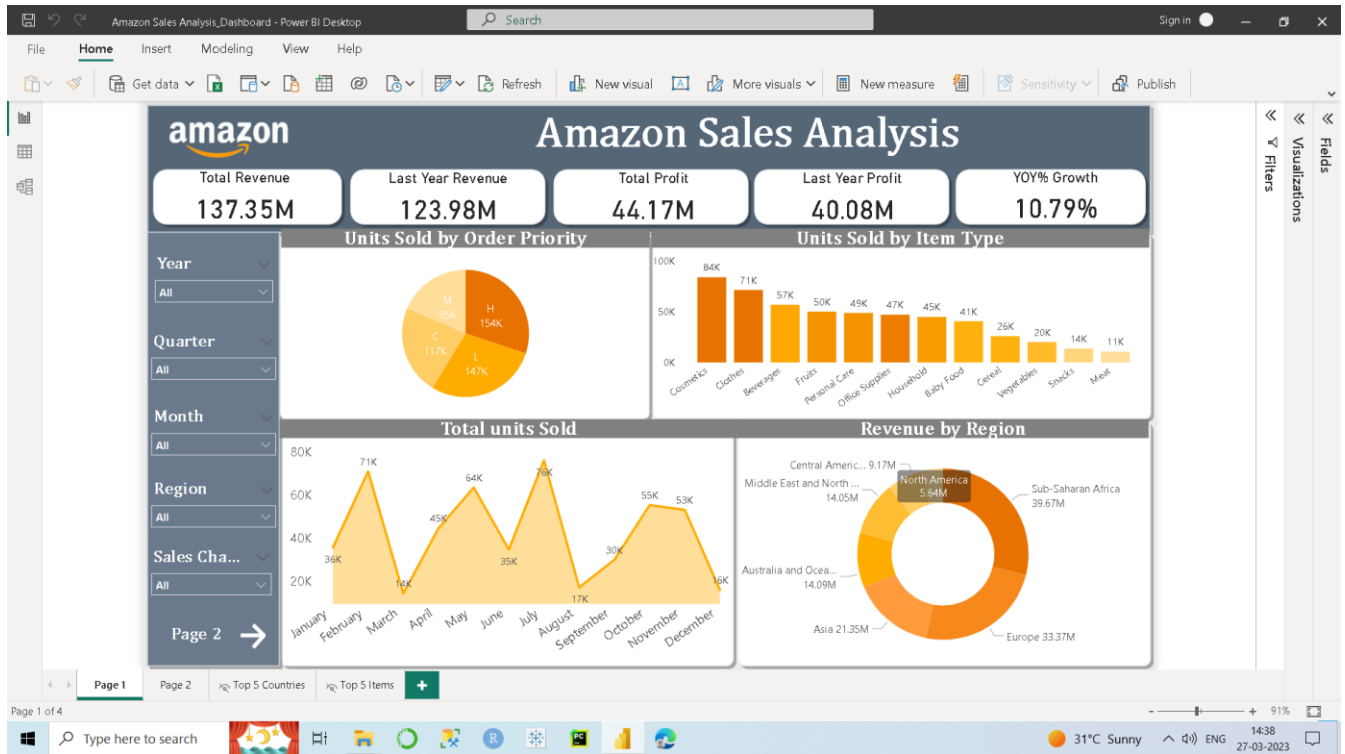 Amazon Sales Analysis_Dashboard - Power BI Desktop
Search
Sign in
File Home Insert Modeling View Help
Get data
Refresh
New visual
More visuals
New measure
Sensitivity
Publish
amazon
Amazon Sales Analysis
Total Revenue
137.35M
Last Year Revenue
123.98M
Total Profit
44.17M
Last Year Profit
40.08M
YOY% Growth
10.79%
Filters
Visualizations
Fields
Year
All
Quarter
All
Month
All
Region
All
Sales Cha...
All
Page 2
Units Sold by Order Priority
M
95K
H
154K
C
117K
L
147K
Units Sold by Item Type
100K
50K
0K
84K
71K
57K
50K
49K
47K
45K
41K
26K
20K
14K
11K
Cosmetics
Clothes
Beverages
Fruits
Personal Care
Office Supplies
Household
Baby Food
Cereal
Vegetables
Snacks
Meat
Total units Sold
80K
60K
40K
20K
36K
71K
14K
45K
64K
35K
76K
17K
30K
55K
53K
16K
January
February
March
April
May
June
July
August
September
October
November
December
Revenue by Region
Central Americ... 9.17M
Middle East and North ...
14.05M
North America
5.64M
Sub-Saharan Africa
39.67M
Australia and Ocea...
14.09M
Asia 21.35M
Europe 33.37M
Page 1
Page 2
Top 5 Countries
Top 5 Items
+
Page 1 of 4
- + 91%
Type here to search
R
PC
31°C Sunny
ENG
14:38
27-03-2023